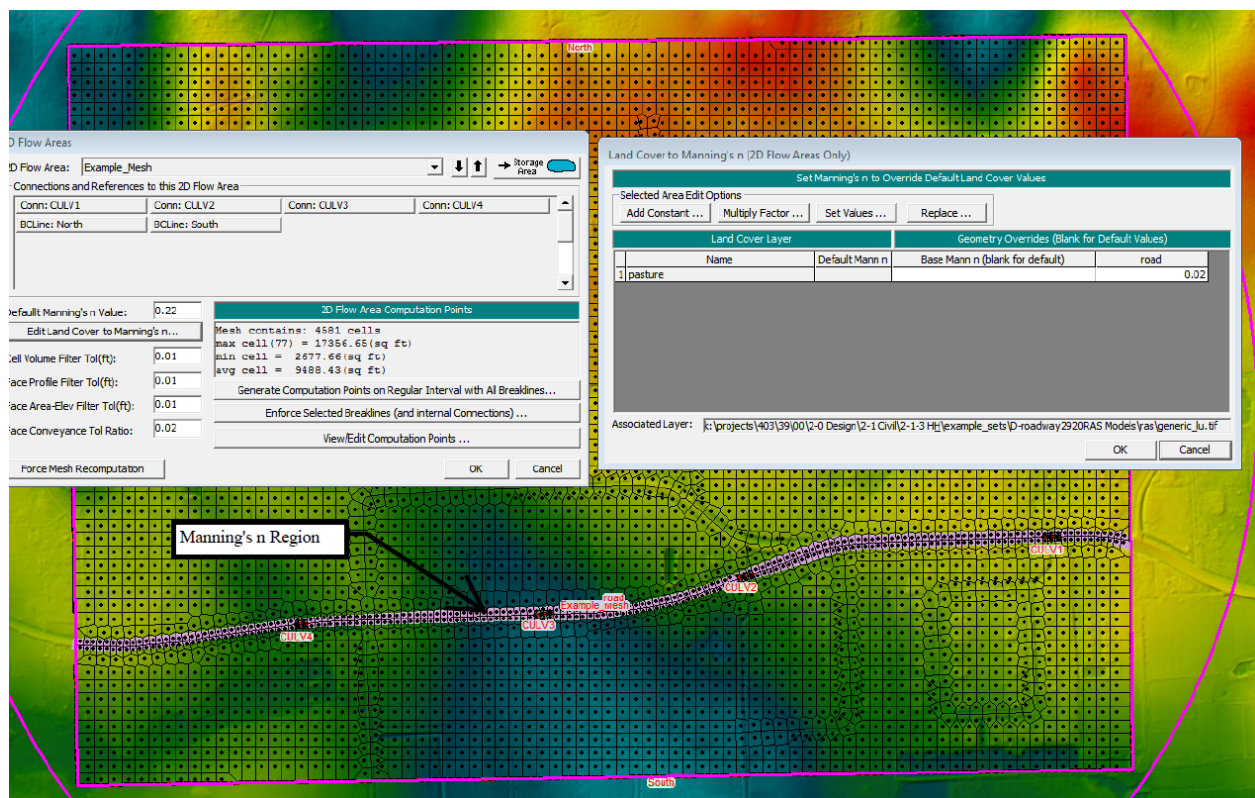 North
2D Flow Areas
2D Flow Area: Example_Mesh
Storage Area
Connections and References to this 2D Flow Area
Conn: CULV1 Conn: CULV2 Conn: CULV3 Conn: CULV4
BCLine: North BCLine: South
Default Manning's n Value: 0.22
Edit Land Cover to Manning's n...
Cell Volume Filter Tol(ft): 0.01
Face Profile Filter Tol(ft): 0.01
Face Area-Elev Filter Tol(ft): 0.01
Face Conveyance Tol Ratio: 0.02
2D Flow Area Computation Points
Mesh contains: 4581 cells
max cell(77) = 17356.65(sq ft)
min cell = 2677.66(sq ft)
avg cell = 9488.43(sq ft)
Generate Computation Points on Regular Interval with All Breaklines...
Enforce Selected Breaklines (and internal Connections) ...
View/Edit Computation Points ...
Force Mesh Recomputation OK Cancel
Land Cover to Manning's n (2D Flow Areas Only)
Set Manning's n to Override Default Land Cover Values
Selected Area Edit Options
Add Constant ... Multiply Factor ... Set Values ... Replace ...
Land Cover Layer Geometry Overrides (Blank for Default Values)
Name Default Mann n Base Mann n (blank for default) road
1 pasture 0.02
Associated Layer: k:\projects\403\39\00\2-0 Design\2-1 Civil\2-1-3 HH\example_sets\D-roadway2920RAS Models\ras\generic_lu.tif
OK Cancel
Manning's n Region
CULV1
CULV2
road
Example_Mesh
CULV3
CULV4
South